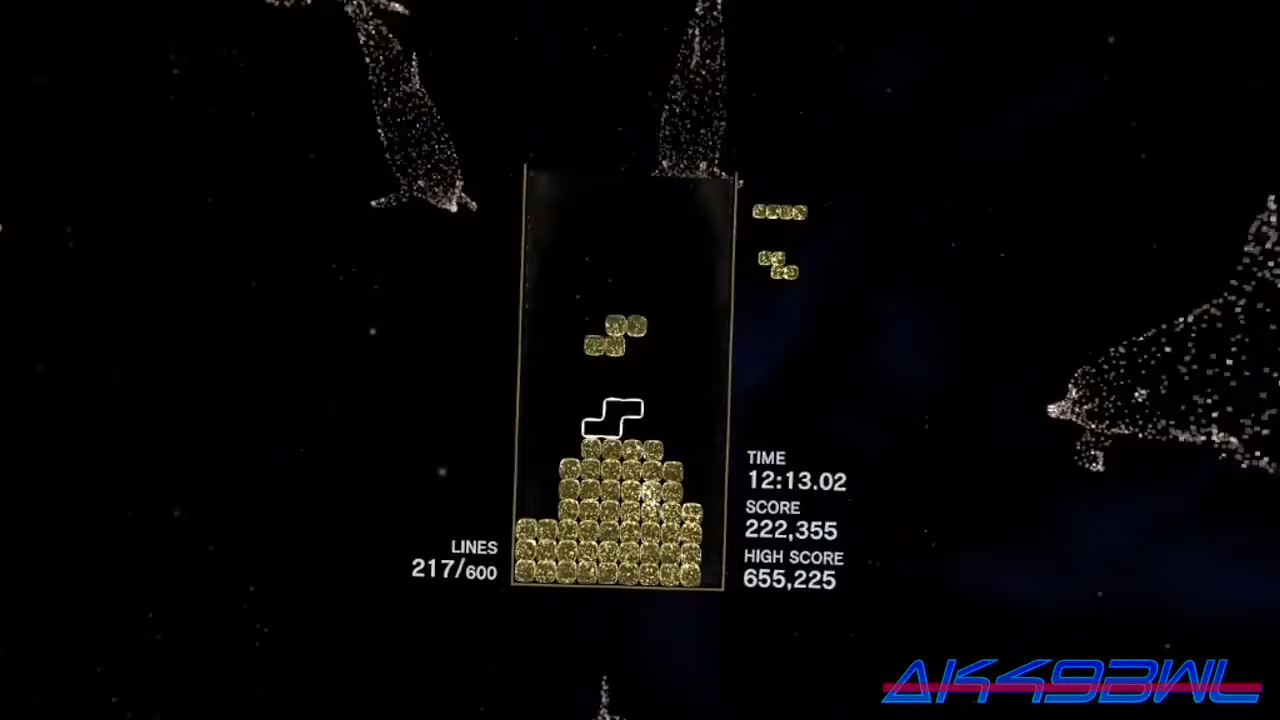 TIME
12:13.02
SCORE
222,355
LINES
217/600
HIGH SCORE
655,225
AK49BWL